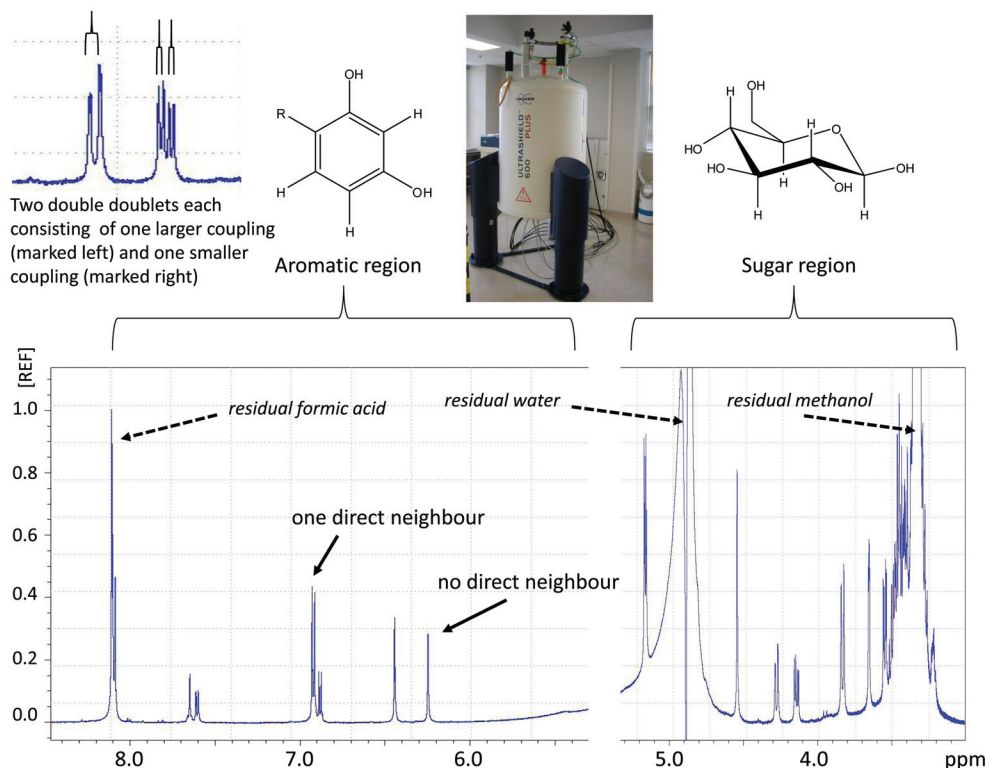 OH
R
H
H
OH
H
BRUKER
ULTRASHIELD™
600 PLUS
H
OH
H
O
HO
HO
H
OH
OH
H
H
Two double doublets each
consisting of one larger coupling
(marked left) and one smaller
coupling (marked right)
Aromatic region
Sugar region
[REF]
1.0
0.8
0.6
0.4
0.2
0.0
residual formic acid
residual water
residual methanol
one direct neighbour
no direct neighbour
8.0
7.0
6.0
5.0
4.0
ppm